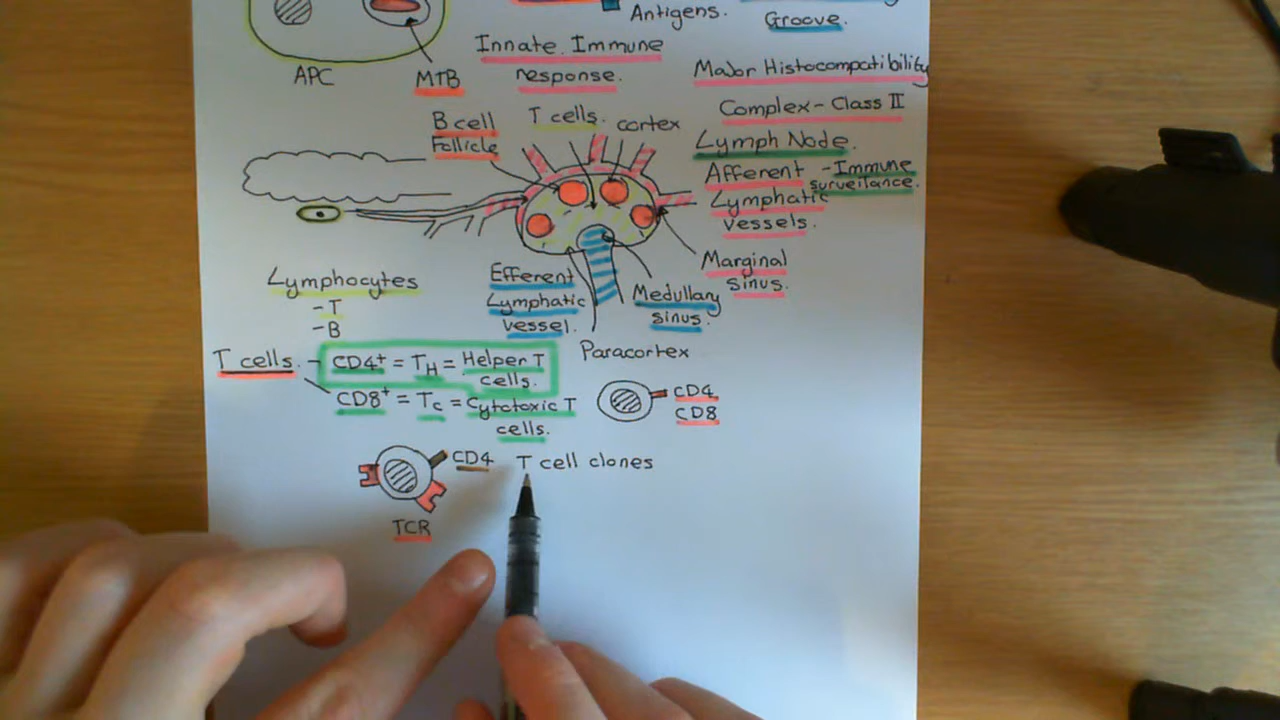 Antigens.
Groove.
APC
MTB
Innate Immune
response.
Major Histocompatibility
Complex - Class II
B cell
Follicle
T cells.
cortex
Lymph Node.
Afferent
Lymphatic
vessels.
- Immune
surveilance.
Marginal
sinus.
Lymphocytes
- T
- B
Efferent
Lymphatic
vessel.
Medullary
sinus.
Paracortex
T cells. - CD4+ = TH = Helper T
cells.
CD8+ = Tc = Cytotoxic T
cells.
CD4
CD8
CD4
T cell clones
TCR